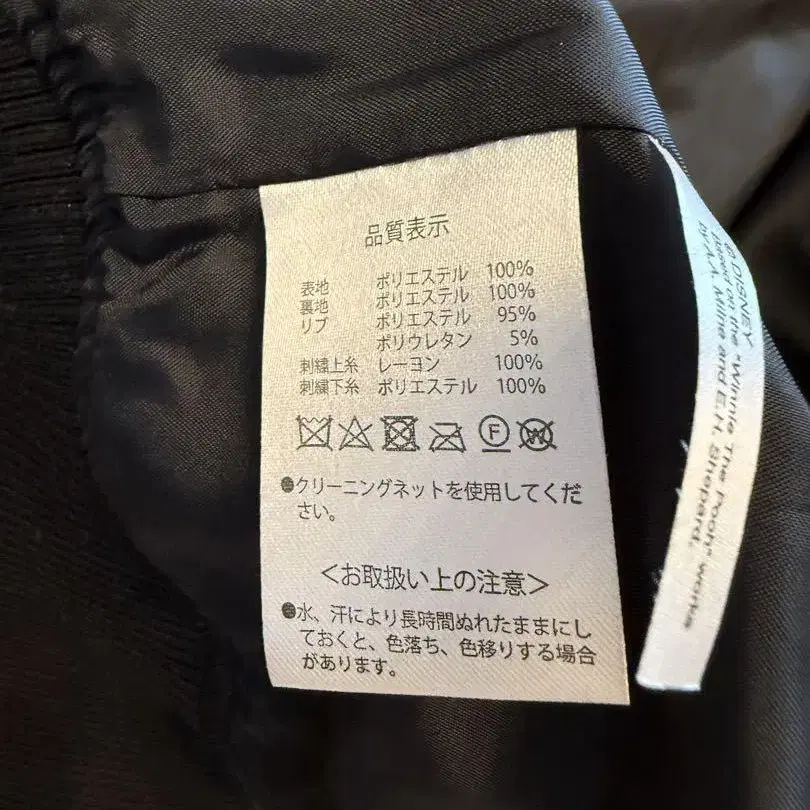 品質表示
表地 ポリエステル 100%
裏地 ポリエステル 100%
リブ ポリエステル 95%
ポリウレタン 5%
刺繍上糸 レーヨン 100%
刺繍下糸 ポリエステル 100%
F W
●クリーニングネットを使用してくだ
さい。
<お取扱い上の注意>
●水、汗により長時間ぬれたままにし
ておくと、色落ち、色移りする場合
があります。
© DISNEY
Based on the "Winnie The Pooh" works
by A.A. Milne and E.H. Shepard.